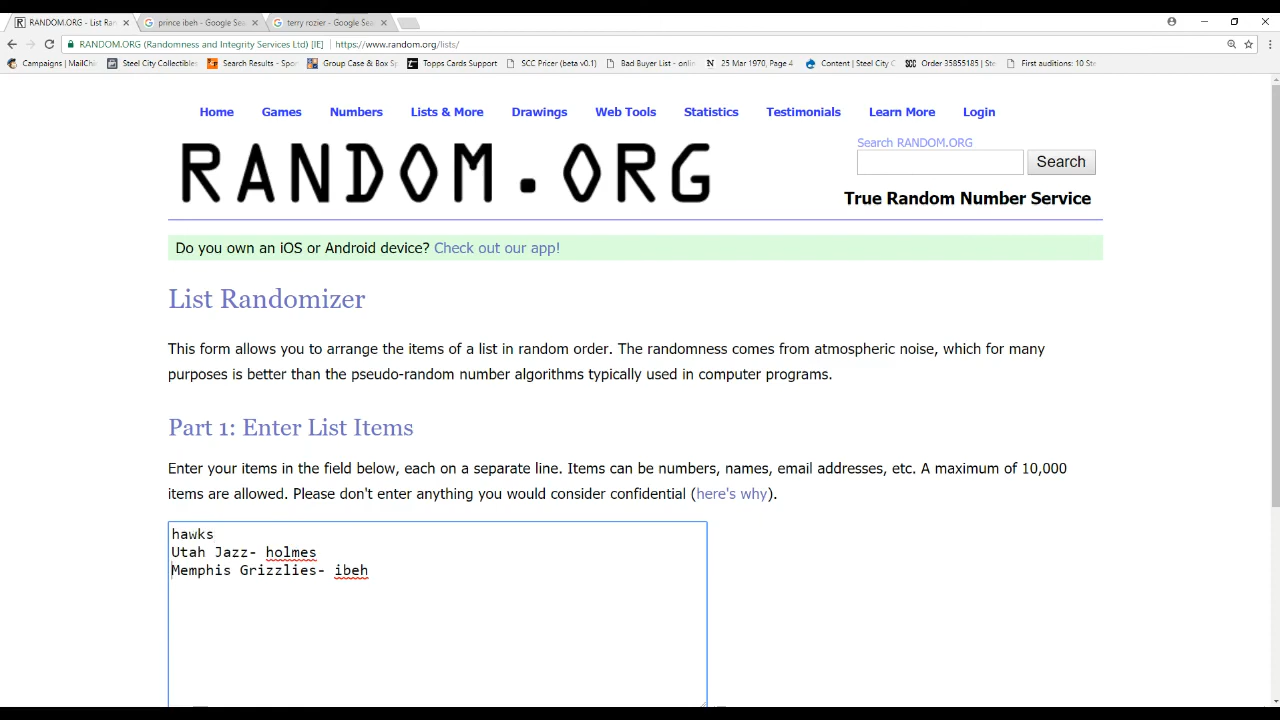 RANDOM.ORG - List Ran
prince ibeh - Google Sea
terry rozier - Google Sea
RANDOM.ORG (Randomness and Integrity Services Ltd) [IE] https://www.random.org/lists/
Campaigns | MailChi
Steel City Collectibles
Search Results - Spor
Group Case & Box Sp
Topps Cards Support
SCC Pricer (beta v0.1)
Bad Buyer List - onlin
25 Mar 1970, Page 4
Content | Steel City C
Order 35855185 | Ste
First auditions: 10 Ste
Home Games Numbers Lists & More Drawings Web Tools Statistics Testimonials Learn More Login
RANDOM.ORG
Search RANDOM.ORG
Search
True Random Number Service
Do you own an iOS or Android device? Check out our app!
List Randomizer
This form allows you to arrange the items of a list in random order. The randomness comes from atmospheric noise, which for many
purposes is better than the pseudo-random number algorithms typically used in computer programs.
Part 1: Enter List Items
Enter your items in the field below, each on a separate line. Items can be numbers, names, email addresses, etc. A maximum of 10,000
items are allowed. Please don't enter anything you would consider confidential (here's why).
hawks
Utah Jazz- holmes
Memphis Grizzlies- ibeh